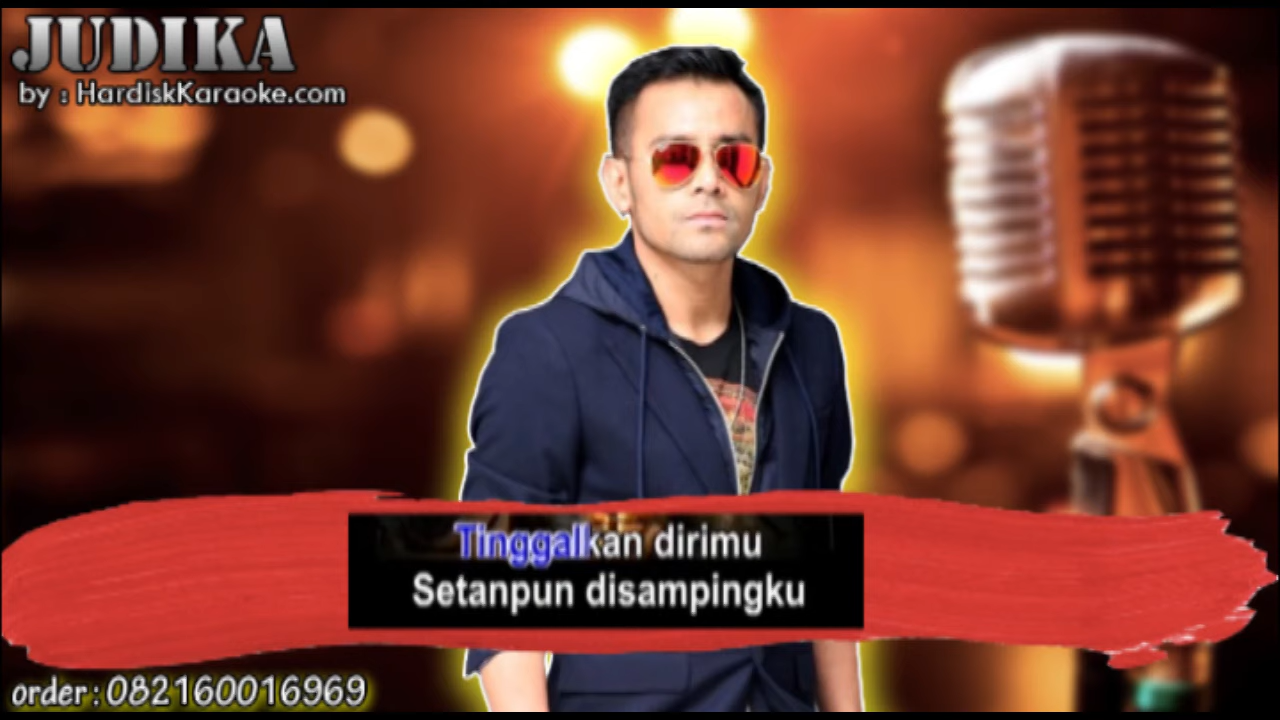 JUDIKA
by : HardiskKaraoke.com
Tinggalkan dirimu
Setanpun disampingku
order : 082160016969